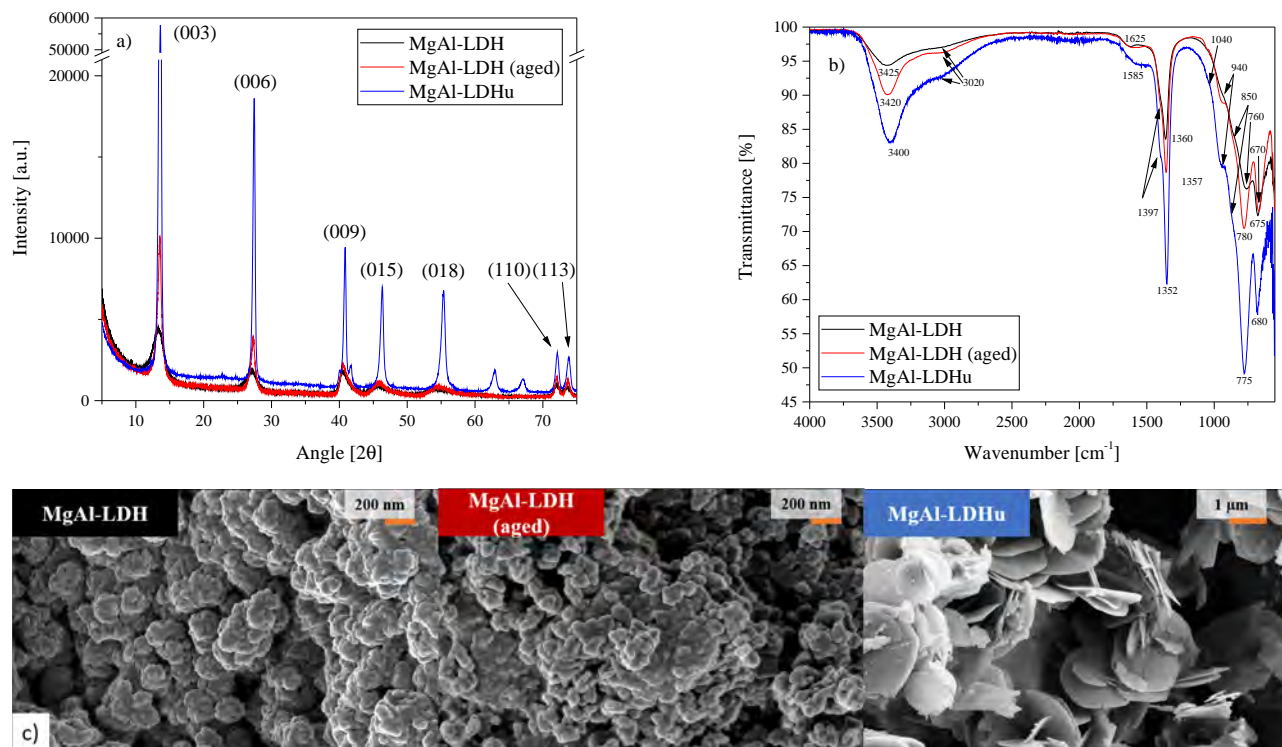 a)
60000
50000
20000
10000
0
Intensity [a.u.]
(003)
(006)
(009)
(015)
(018)
(110)
(113)
MgAl-LDH
MgAl-LDH (aged)
MgAl-LDHu
10
20
30
40
50
60
70
Angle [2θ]
b)
100
95
90
85
80
75
70
65
60
55
50
45
Transmittance [%]
3425
3420
3400
3020
1625
1585
1397
1360
1357
1352
1040
940
850
760
670
780
675
680
775
MgAl-LDH
MgAl-LDH (aged)
MgAl-LDHu
4000
3500
3000
2500
2000
1500
1000
Wavenumber [cm-1]
MgAl-LDH
200 nm
MgAl-LDH
(aged)
200 nm
MgAl-LDHu
1 μm
c)